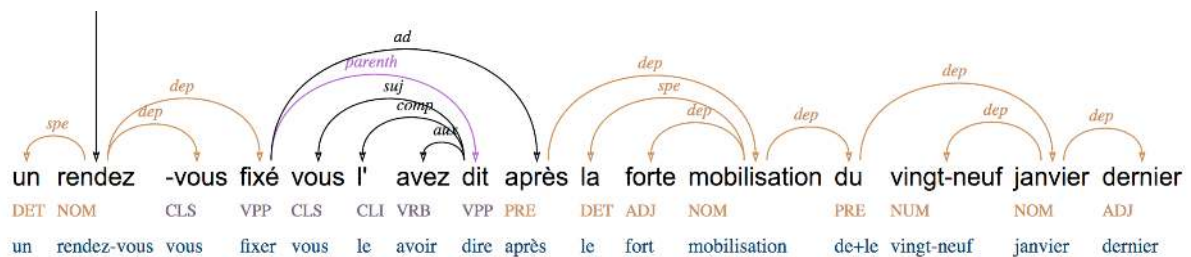 ad
parenth
dep
suj
dep
dep
dep
comp
spe
dep
spe
dep
aux
dep
dep
dep
un rendez -vous fixé vous l' avez dit après la forte mobilisation du vingt-neuf janvier dernier
DET NOM CLS VPP CLS CLI VRB VPP PRE DET ADJ NOM PRE NUM NOM ADJ
un rendez-vous vous fixer vous le avoir dire après le fort mobilisation de+le vingt-neuf janvier dernier